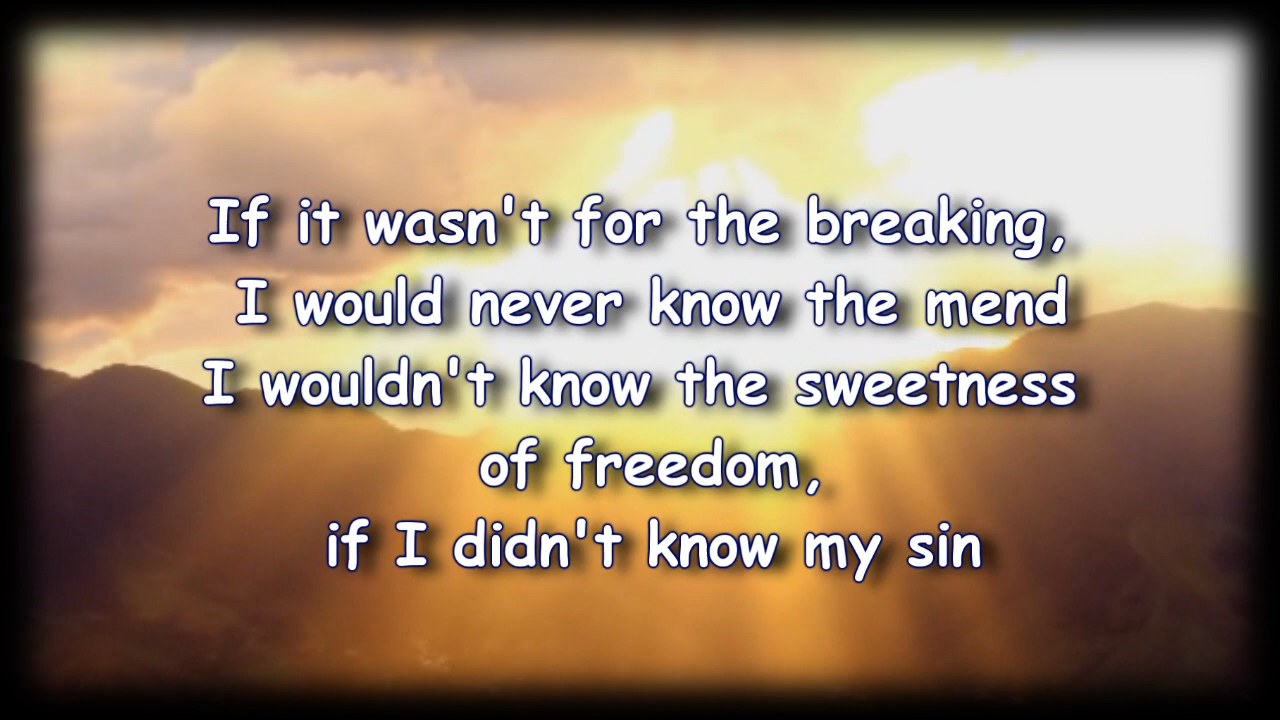 If it wasn't for the breaking,
I would never know the mend
I wouldn't know the sweetness
of freedom,
if I didn't know my sin